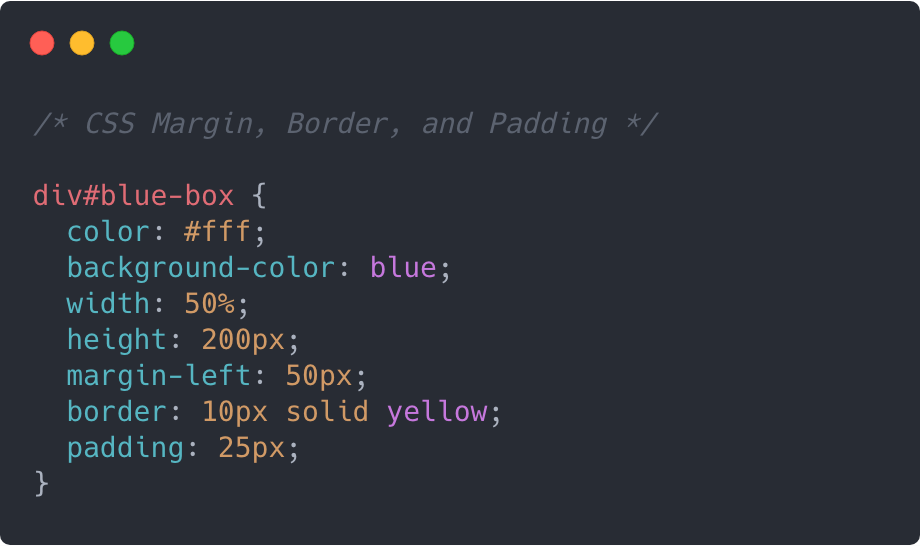 /* CSS Margin, Border, and Padding */
div#blue-box {
  color: #fff;
  background-color: blue;
  width: 50%;
  height: 200px;
  margin-left: 50px;
  border: 10px solid yellow;
  padding: 25px;
}